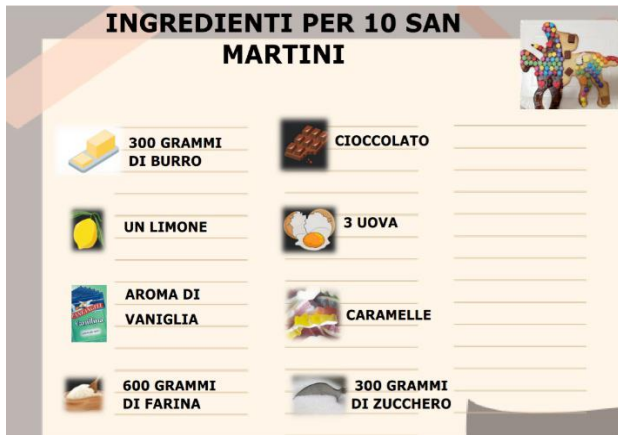 INGREDIENTI PER 10 SAN
MARTINI
300 GRAMMI
DI BURRO
CIOCCOLATO
UN LIMONE
3 UOVA
AROMA DI
VANIGLIA
CARAMELLE
600 GRAMMI
DI FARINA
300 GRAMMI
DI ZUCCHERO